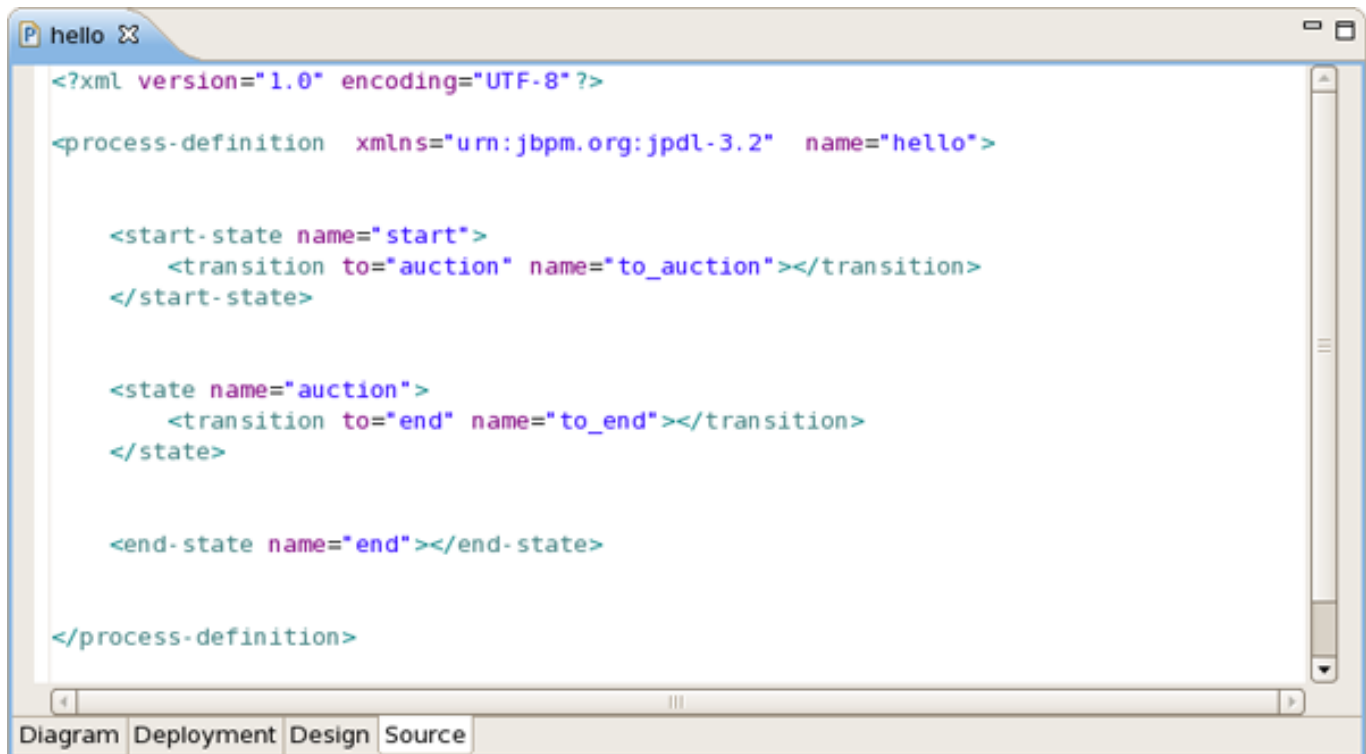 hello
<?xml version="1.0" encoding="UTF-8"?>
<process-definition  xmlns="urn:jbpm.org:jpdl-3.2"  name="hello">
<start-state name="start">
<transition to="auction" name="to_auction"></transition>
</start-state>
<state name="auction">
<transition to="end" name="to_end"></transition>
</state>
<end-state name="end"></end-state>
</process-definition>
Diagram Deployment Design Source